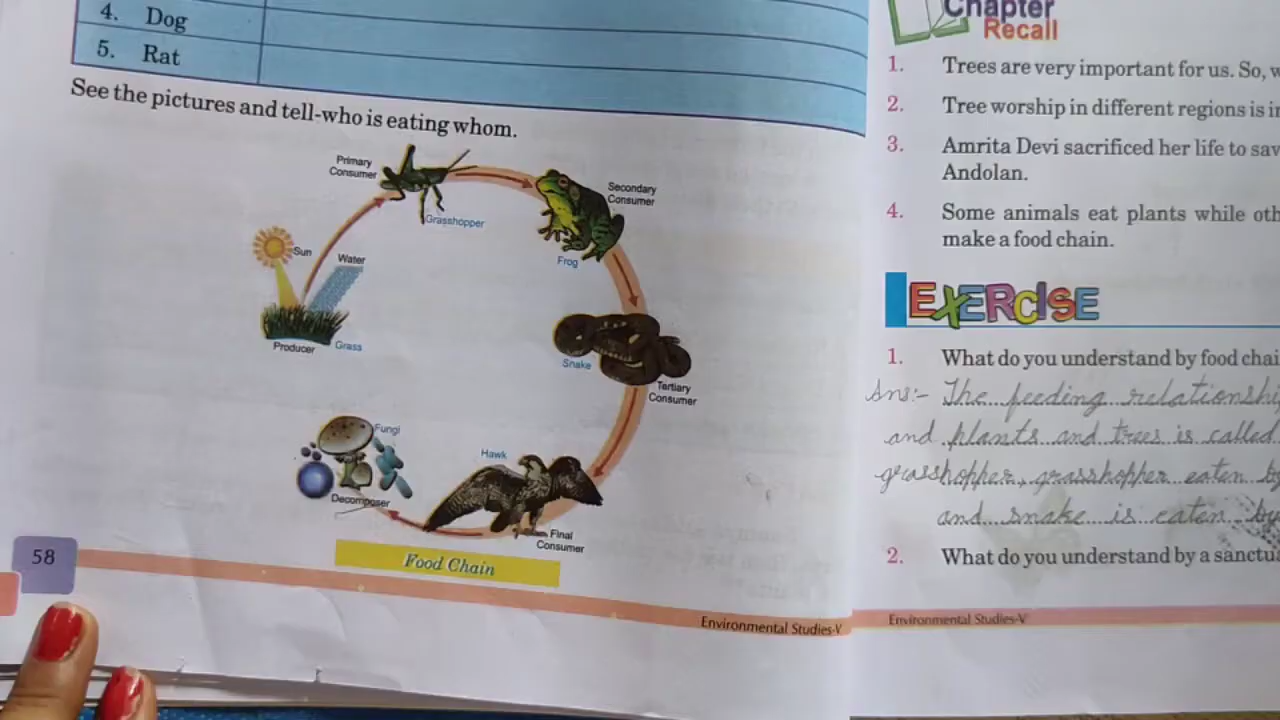 4. Dog
5. Rat
See the pictures and tell-who is eating whom.
Primary
Consumer
Grasshopper
Secondary
Consumer
Frog
Sun
Water
Producer
Grass
Snake
Tertiary
Consumer
Fungi
Decomposer
Hawk
Final
Consumer
Food Chain
58
Environmental Studies-V
Chapter
Recall
1. Trees are very important for us. So, w
2. Tree worship in different regions is in
3. Amrita Devi sacrificed her life to sav
Andolan.
4. Some animals eat plants while oth
make a food chain.
EXERCISE
1. What do you understand by food chai
Ans:- The feeding relationshi
and plants and trees is called
grasshopper, grasshopper eaten by
and snake is eaten by
2. What do you understand by a sanctu
Environmental Studies-V